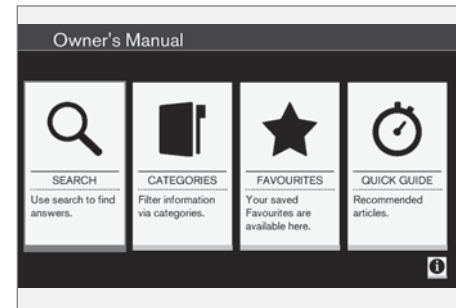 Owner's Manual
SEARCH
Use search to find
answers.
CATEGORIES
Filter information
via categories.
FAVOURITES
Your saved
Favourites are
available here.
QUICK GUIDE
Recommended
articles.
i